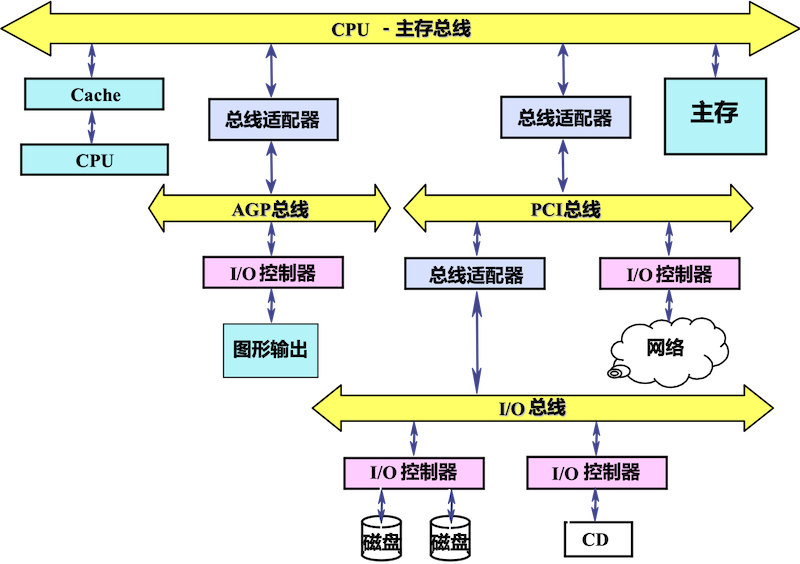 CPU - 主存总线
Cache
CPU
总线适配器
总线适配器
主存
AGP总线
PCI总线
I/O 控制器
总线适配器
I/O 控制器
图形输出
网络
I/O 总线
I/O 控制器
I/O 控制器
磁盘
磁盘
CD